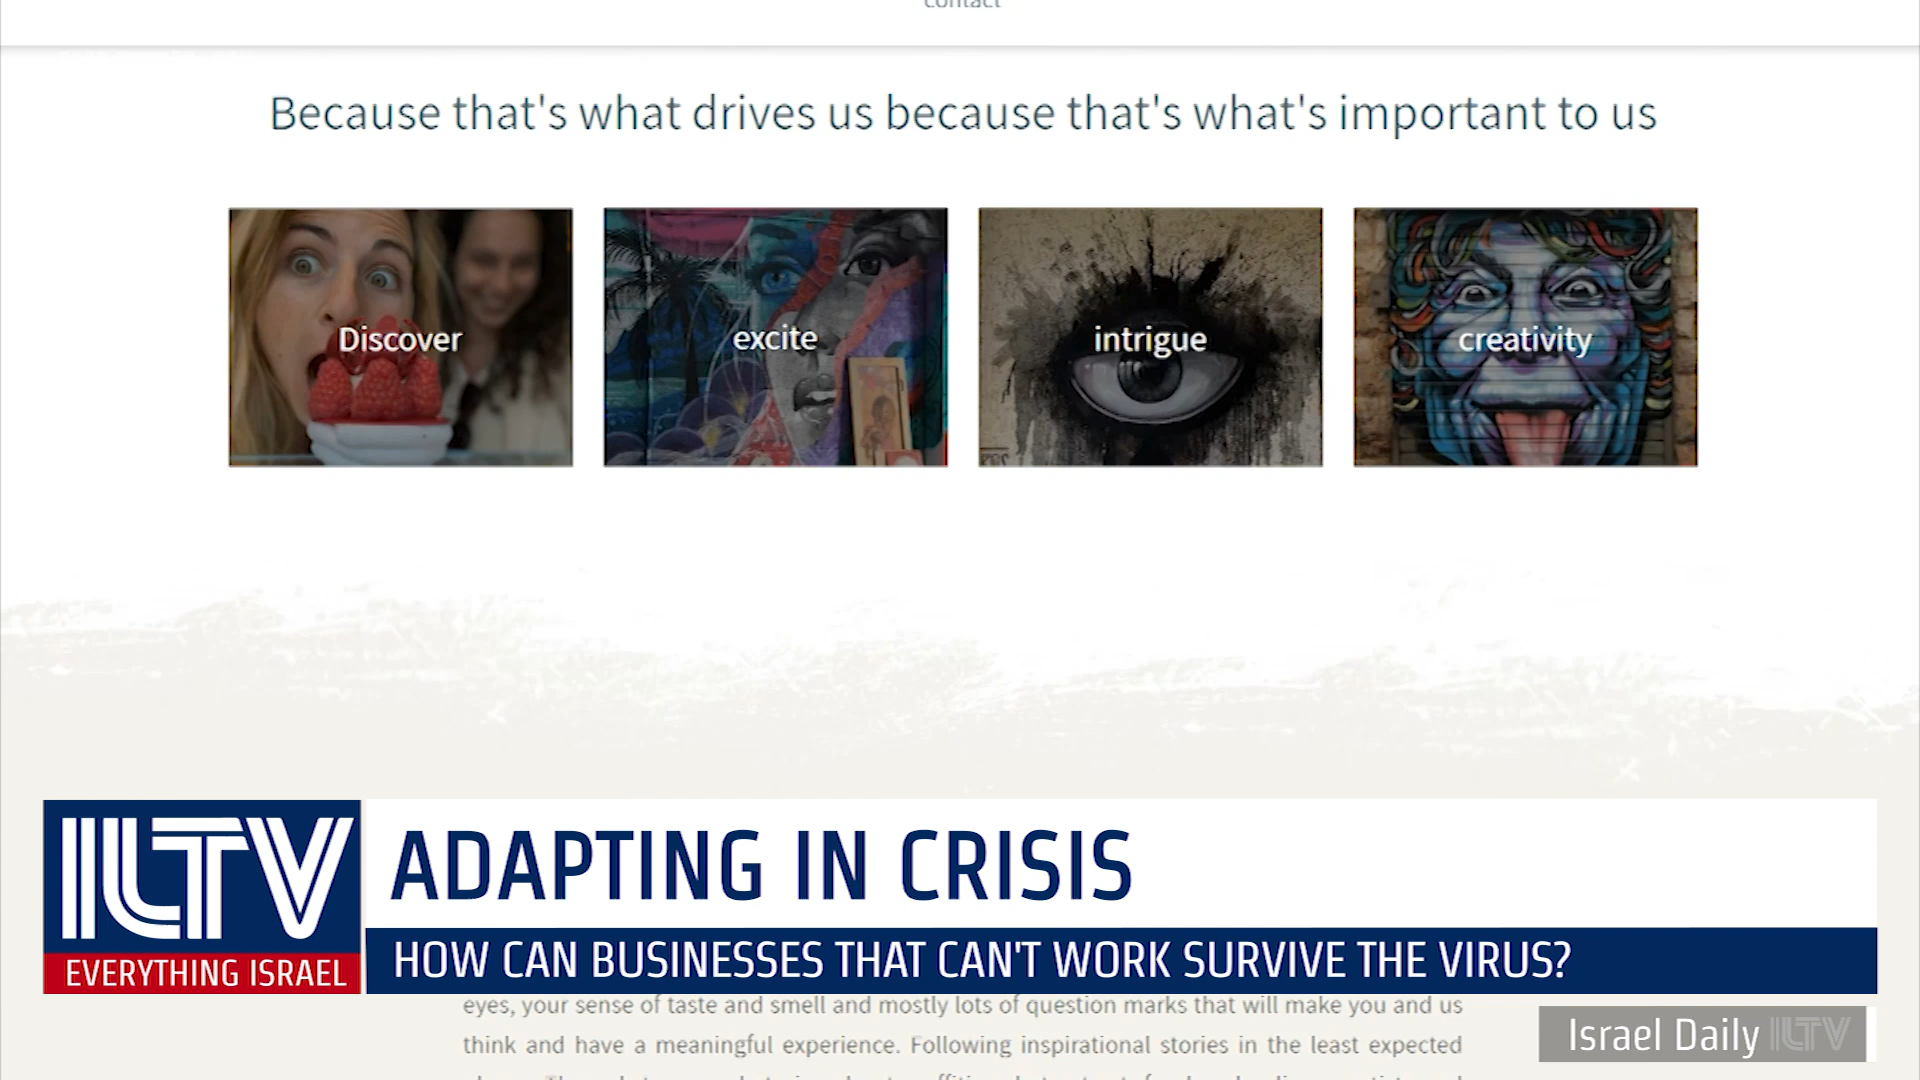 contact
Because that's what drives us because that's what's important to us
Discover
excite
intrigue
creativity
ILTV
EVERYTHING ISRAEL
ADAPTING IN CRISIS
HOW CAN BUSINESSES THAT CAN'T WORK SURVIVE THE VIRUS?
eyes, your sense of taste and smell and mostly lots of question marks that will make you and us
think and have a meaningful experience. Following inspirational stories in the least expected
Israel Daily ILTV